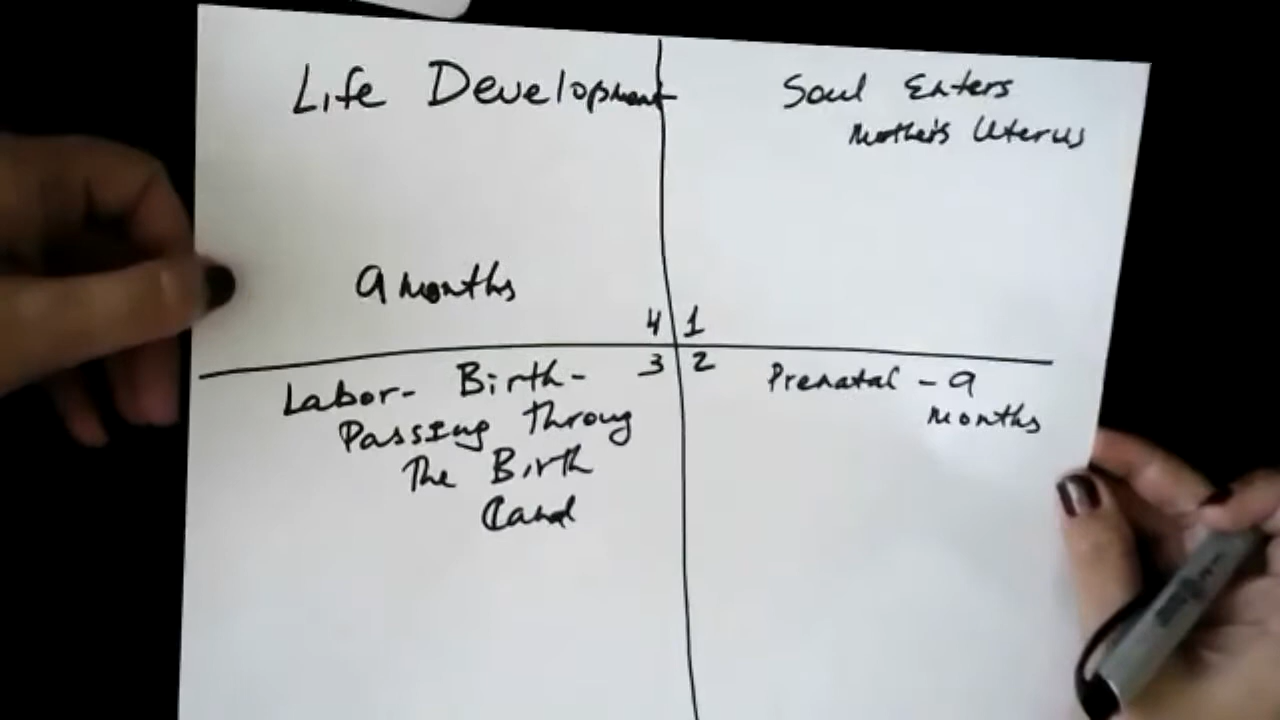 Life Development
Soul Enters
Mother's Uterus
9 months
4 1
3 2
Labor- Birth-
Passing Throug
The Birth
Canal
Prenatal - 9
months